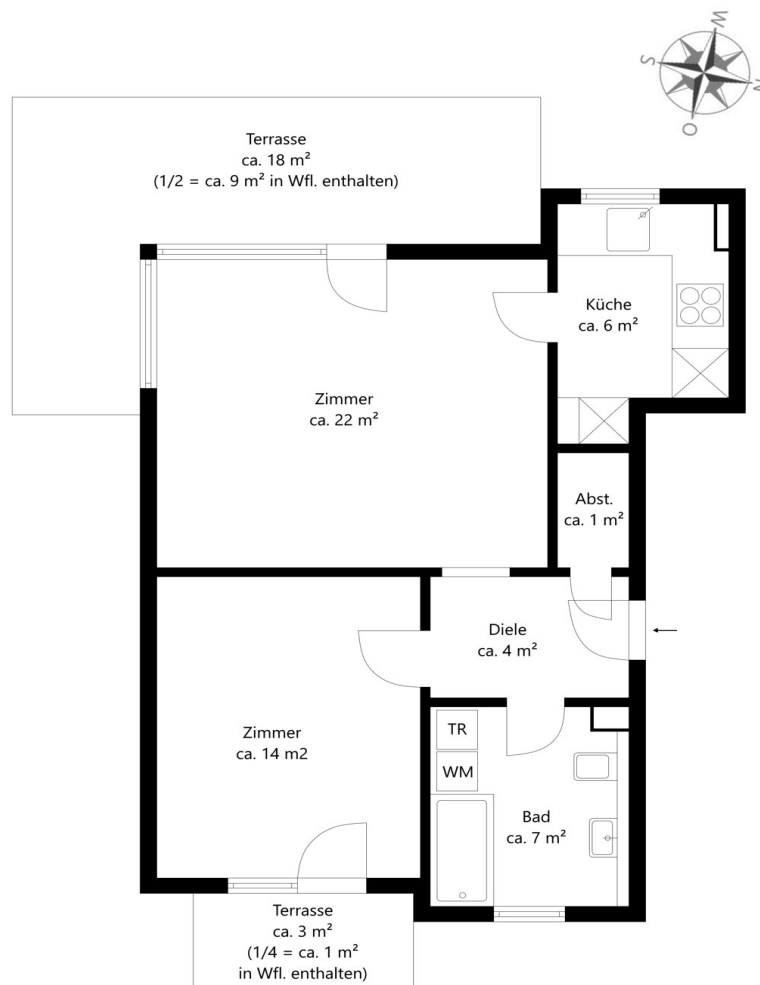 W
S
N
O
Terrasse
ca. 18 m²
(1/2 = ca. 9 m² in Wfl. enthalten)
Küche
ca. 6 m²
Zimmer
ca. 22 m²
Abst.
ca. 1 m²
Diele
ca. 4 m²
Zimmer
ca. 14 m2
TR
WM
Bad
ca. 7 m²
Terrasse
ca. 3 m²
(1/4 = ca. 1 m²
in Wfl. enthalten)